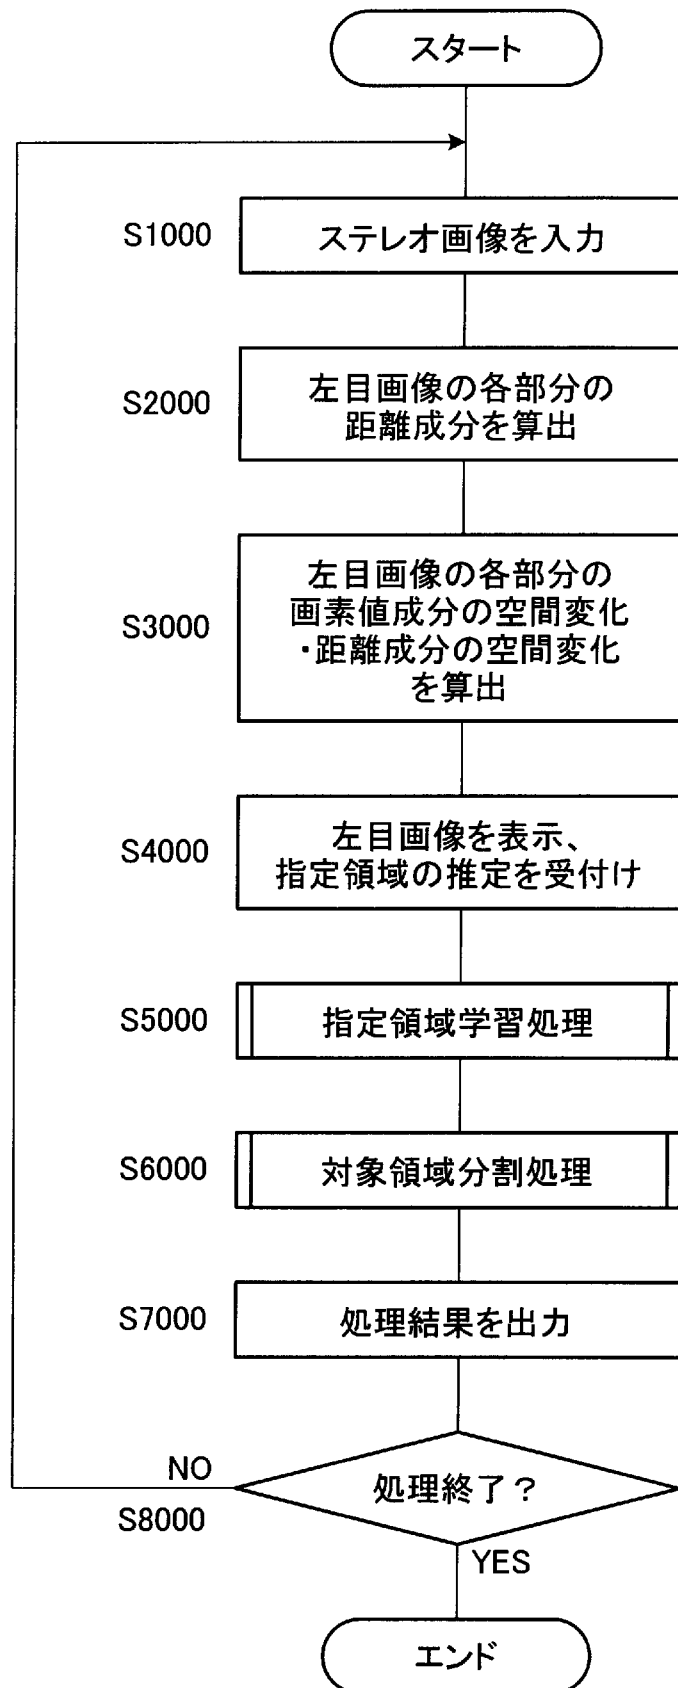 スタート
S1000
ステレオ画像を入力
S2000
左目画像の各部分の
距離成分を算出
S3000
左目画像の各部分の
画素値成分の空間変化
・距離成分の空間変化
を算出
S4000
左目画像を表示、
指定領域の推定を受付け
S5000
指定領域学習処理
S6000
対象領域分割処理
S7000
処理結果を出力
NO
処理終了？
S8000
YES
エンド